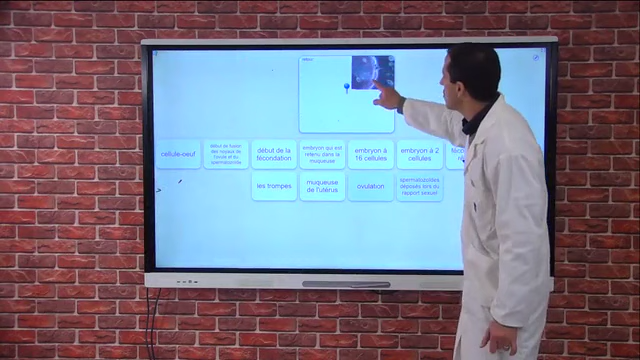 cellule-oeuf
début de fusion
des noyaux de
l'ovule et du
spermatozoïde
début de la
fécondation
embryon qui est
retenu dans la
muqueuse
embryon à
16 cellules
embryon à 2
cellules
les trompes
muqueuse
de l'utérus
ovulation
spermatozoïdes
déposés lors du
rapport sexuel